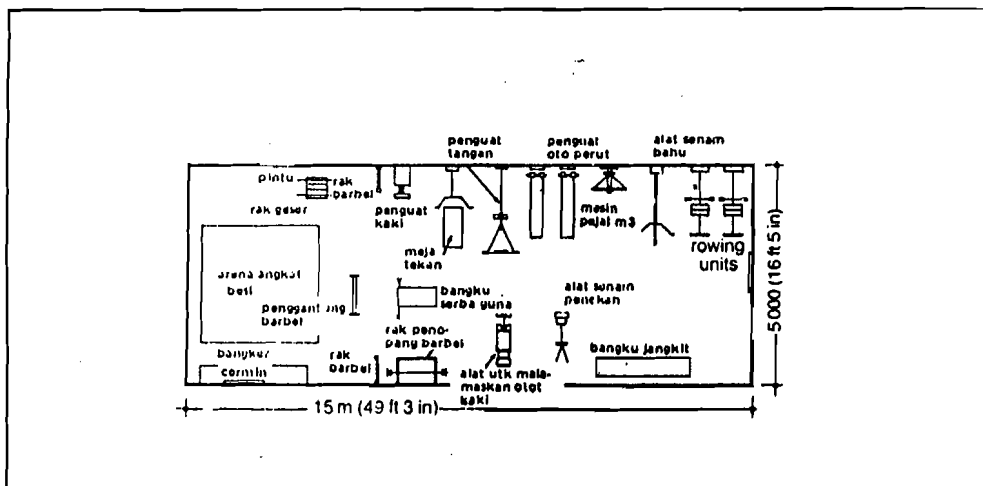 penguat
tangan
penguat
oto perut
alat senam
bahu
pintu
rak
barbel
rak geser
penguat
kaki
mesin
pejal m3
meja
tekan
rowing
units
arena angkat
besi
penggantung
barbel
bangku
serba guna
alat senam
penekan
5000 (16 ft 5 in)
rak peno-
pang barbel
bangku
cermin
rak
barbel
alat utk mala-
maskan otot
kaki
bangku jangkit
15 m (49 ft 3 in)